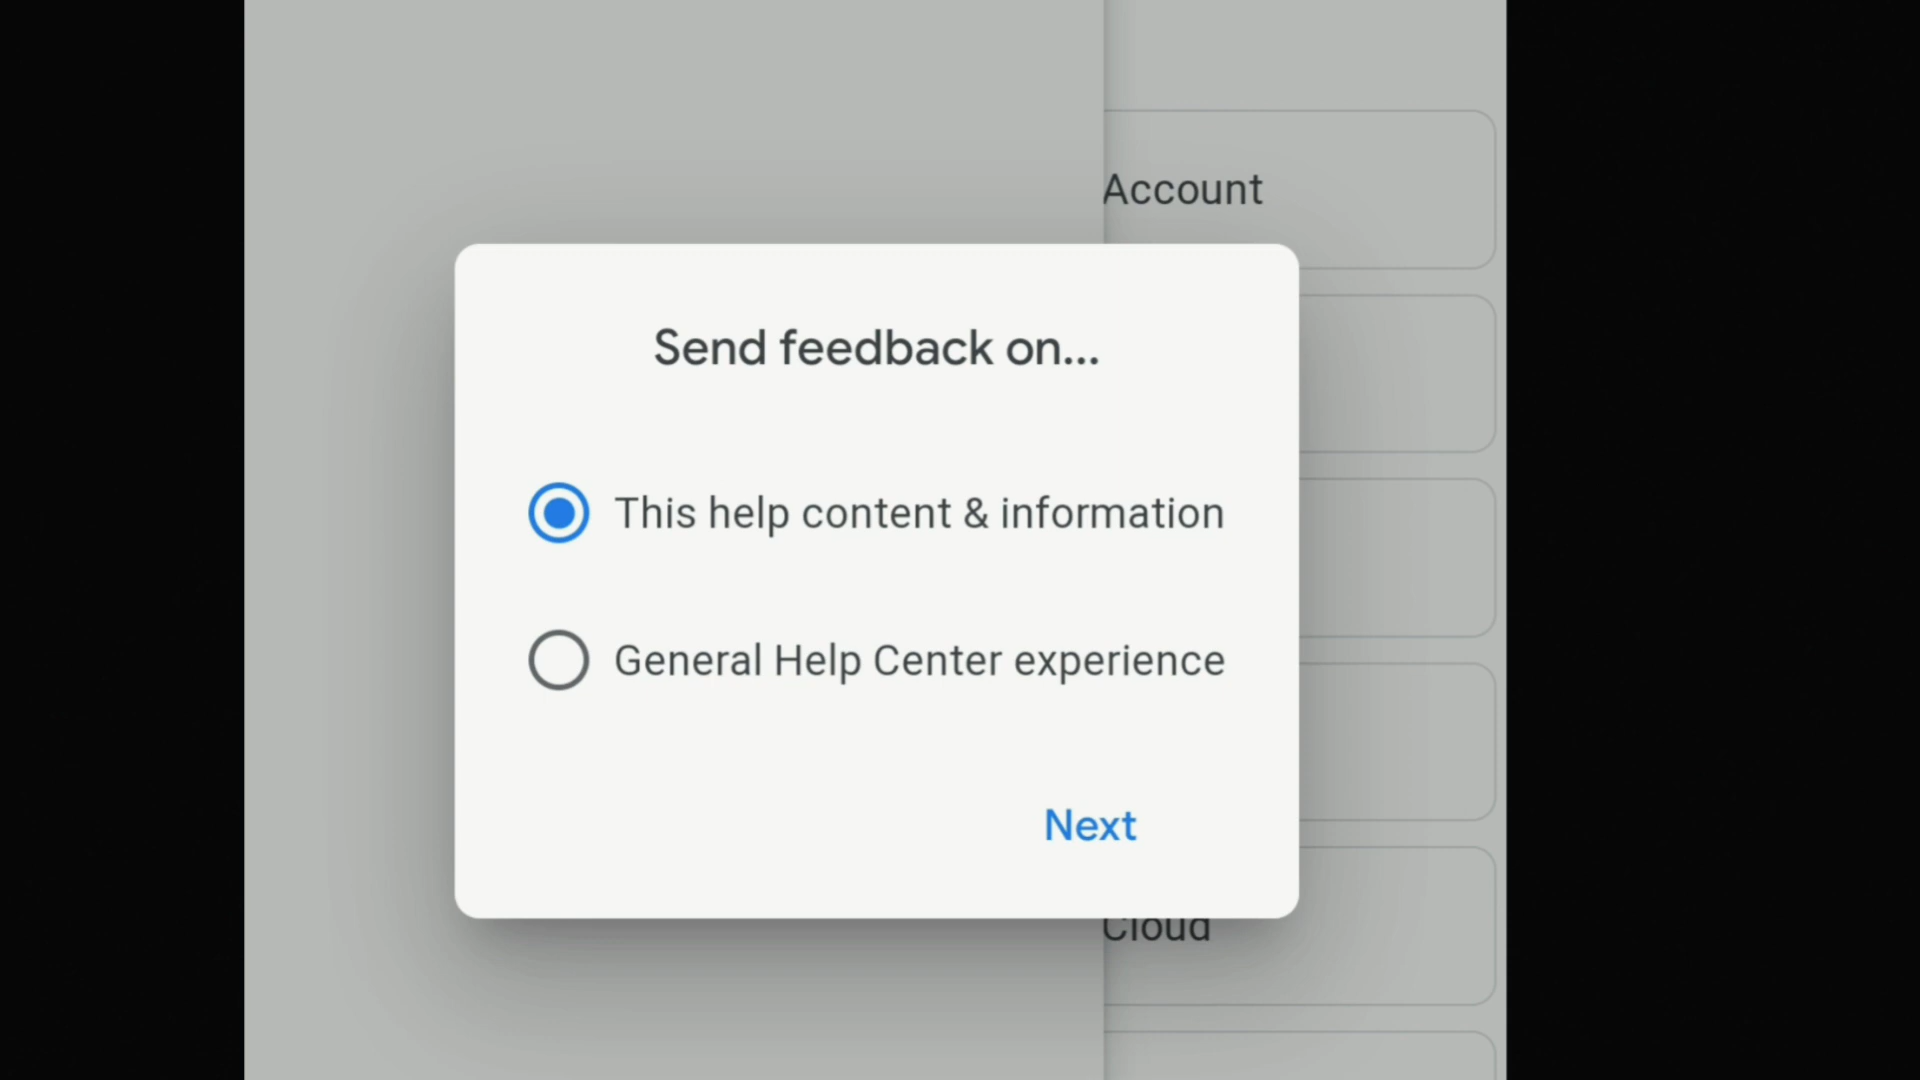 Account
Send feedback on...
This help content & information
General Help Center experience
Next
Cloud